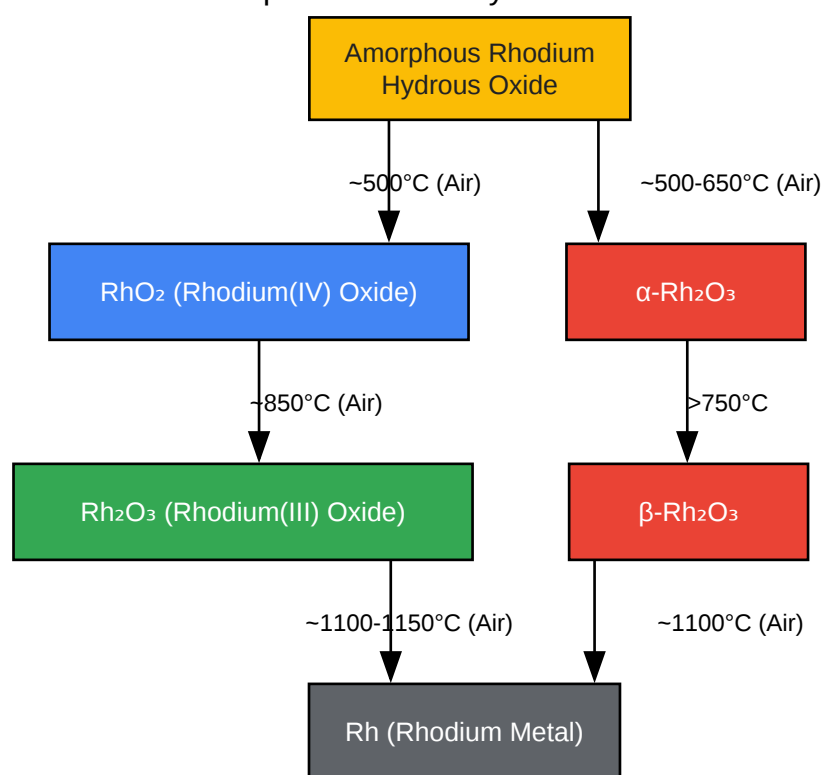 Amorphous Rhodium
Hydrous Oxide
~500°C (Air)
~500-650°C (Air)
RhO₂ (Rhodium(IV) Oxide)
α-Rh₂O₃
~850°C (Air)
>750°C
Rh₂O₃ (Rhodium(III) Oxide)
β-Rh₂O₃
~1100-1150°C (Air)
~1100°C (Air)
Rh (Rhodium Metal)